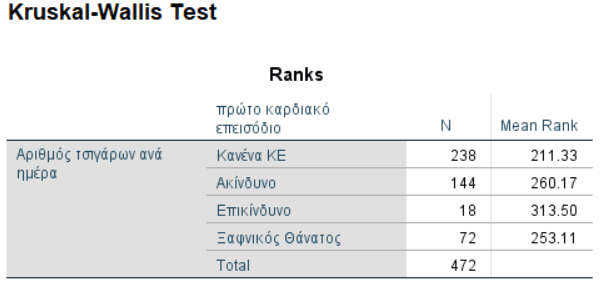 Kruskal-Wallis Test
Ranks
πρώτο καρδιακό
επεισόδιο N Mean Rank
Αριθμός τσιγάρων ανά Κανένα ΚΕ 238 211.33
ημέρα
Ακίνδυνο 144 260.17
Επικίνδυνο 18 313.50
Ξαφνικός Θάνατος 72 253.11
Total 472